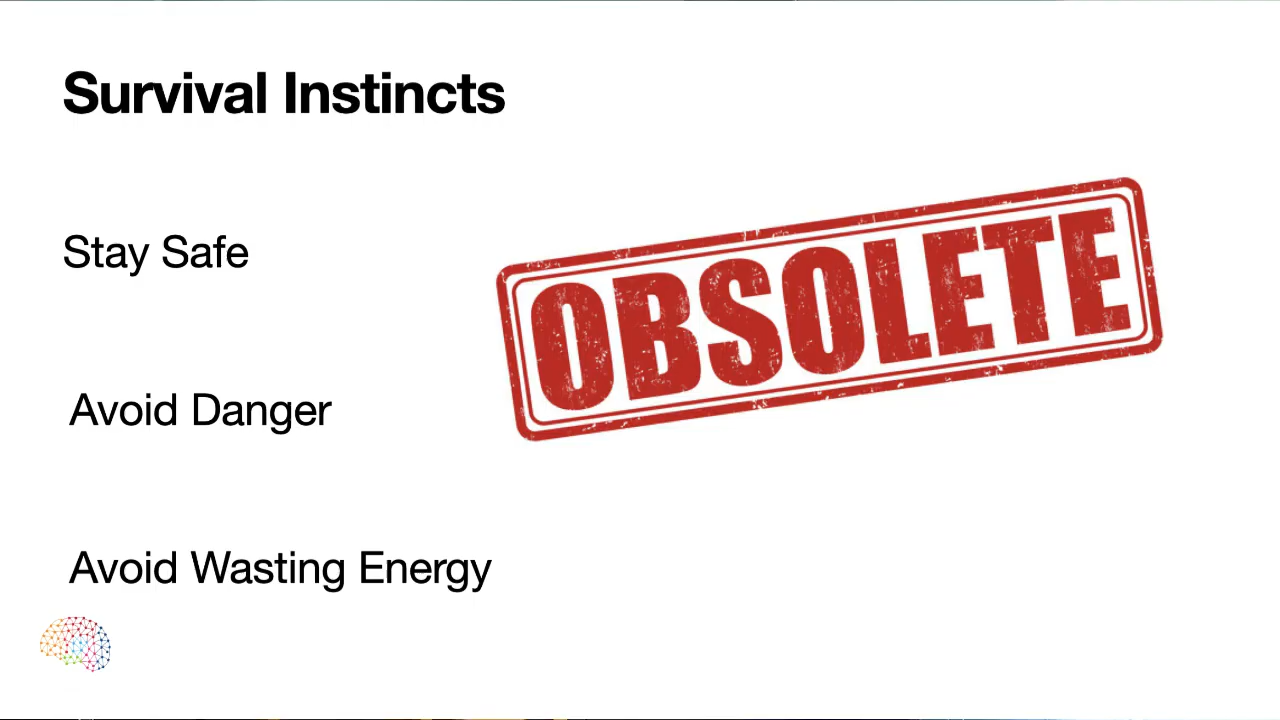 Survival Instincts
Stay Safe
OBSOLETE
Avoid Danger
Avoid Wasting Energy